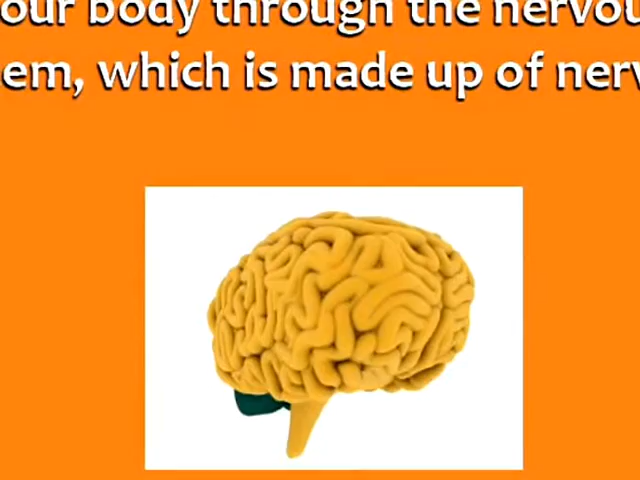 our body through the nervou
em, which is made up of nerv